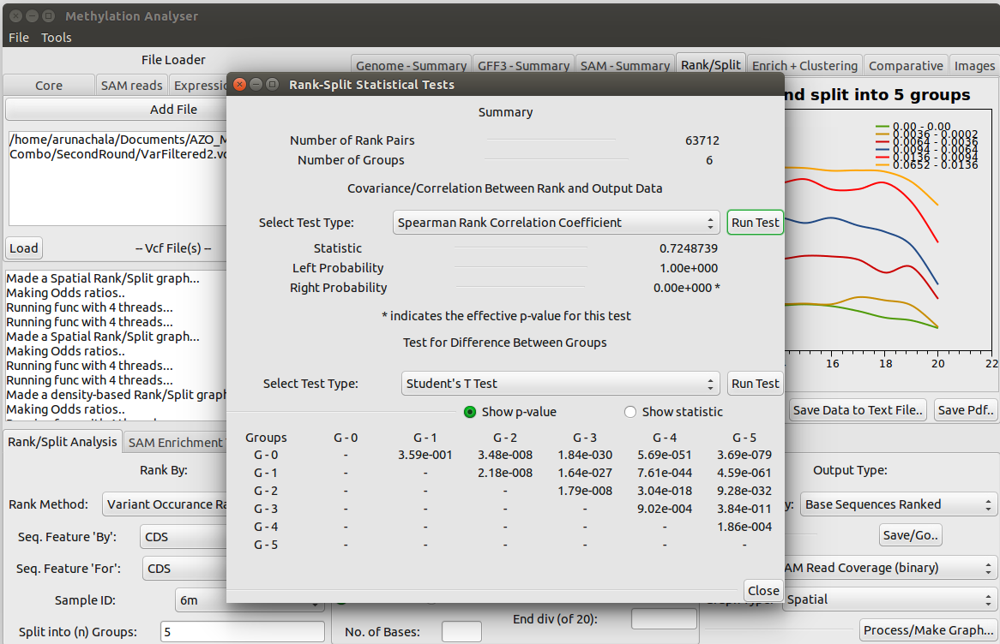 Methylation Analyser
File Tools
File Loader
Genome - Summary GFF3 - Summary SAM - Summary Rank/Split Enrich + Clustering Comparative Images
Core SAM reads Expressio
Add File
/home/arunachala/Documents/AZO_M
Combo/SecondRound/VarFiltered2.vc
Load -- Vcf File(s) --
Made a Spatial Rank/Split graph...
Making Odds ratios..
Running func with 4 threads...
Running func with 4 threads...
Made a Spatial Rank/Split graph...
Making Odds ratios..
Running func with 4 threads...
Running func with 4 threads...
Made a density-based Rank/Split graph
Making Odds ratios..
Rank/Split Analysis SAM Enrichment
Rank By:
Rank Method: Variant Occurance Ra
Seq. Feature 'By': CDS
Seq. Feature 'For': CDS
Sample ID: 6m
Split into (n) Groups: 5
Rank-Split Statistical Tests
Summary
Number of Rank Pairs 63712
Number of Groups 6
Covariance/Correlation Between Rank and Output Data
Select Test Type: Spearman Rank Correlation Coefficient Run Test
Statistic 0.7248739
Left Probability 1.00e+000
Right Probability 0.00e+000 *
* indicates the effective p-value for this test
Test for Difference Between Groups
Select Test Type: Student's T Test Run Test
Show p-value Show statistic
Groups G - 0 G - 1 G - 2 G - 3 G - 4 G - 5
G - 0 - 3.59e-001 3.48e-008 1.84e-030 5.69e-051 3.69e-079
G - 1 - - 2.18e-008 1.64e-027 7.61e-044 4.59e-061
G - 2 - - - 1.79e-008 3.04e-018 9.28e-032
G - 3 - - - - 9.02e-004 3.84e-011
G - 4 - - - - - 1.86e-004
G - 5 - - - - - -
Close
nd split into 5 groups
0.00 - 0.00
0.0036 - 0.0002
0.0064 - 0.0036
0.0094 - 0.0064
0.0136 - 0.0094
0.0652 - 0.0136
16 18 20 22
Save Data to Text File.. Save Pdf..
Output Type:
y: Base Sequences Ranked
Save/Go..
AM Read Coverage (binary)
Spatial
End div (of 20):
No. of Bases:
Process/Make Graph...